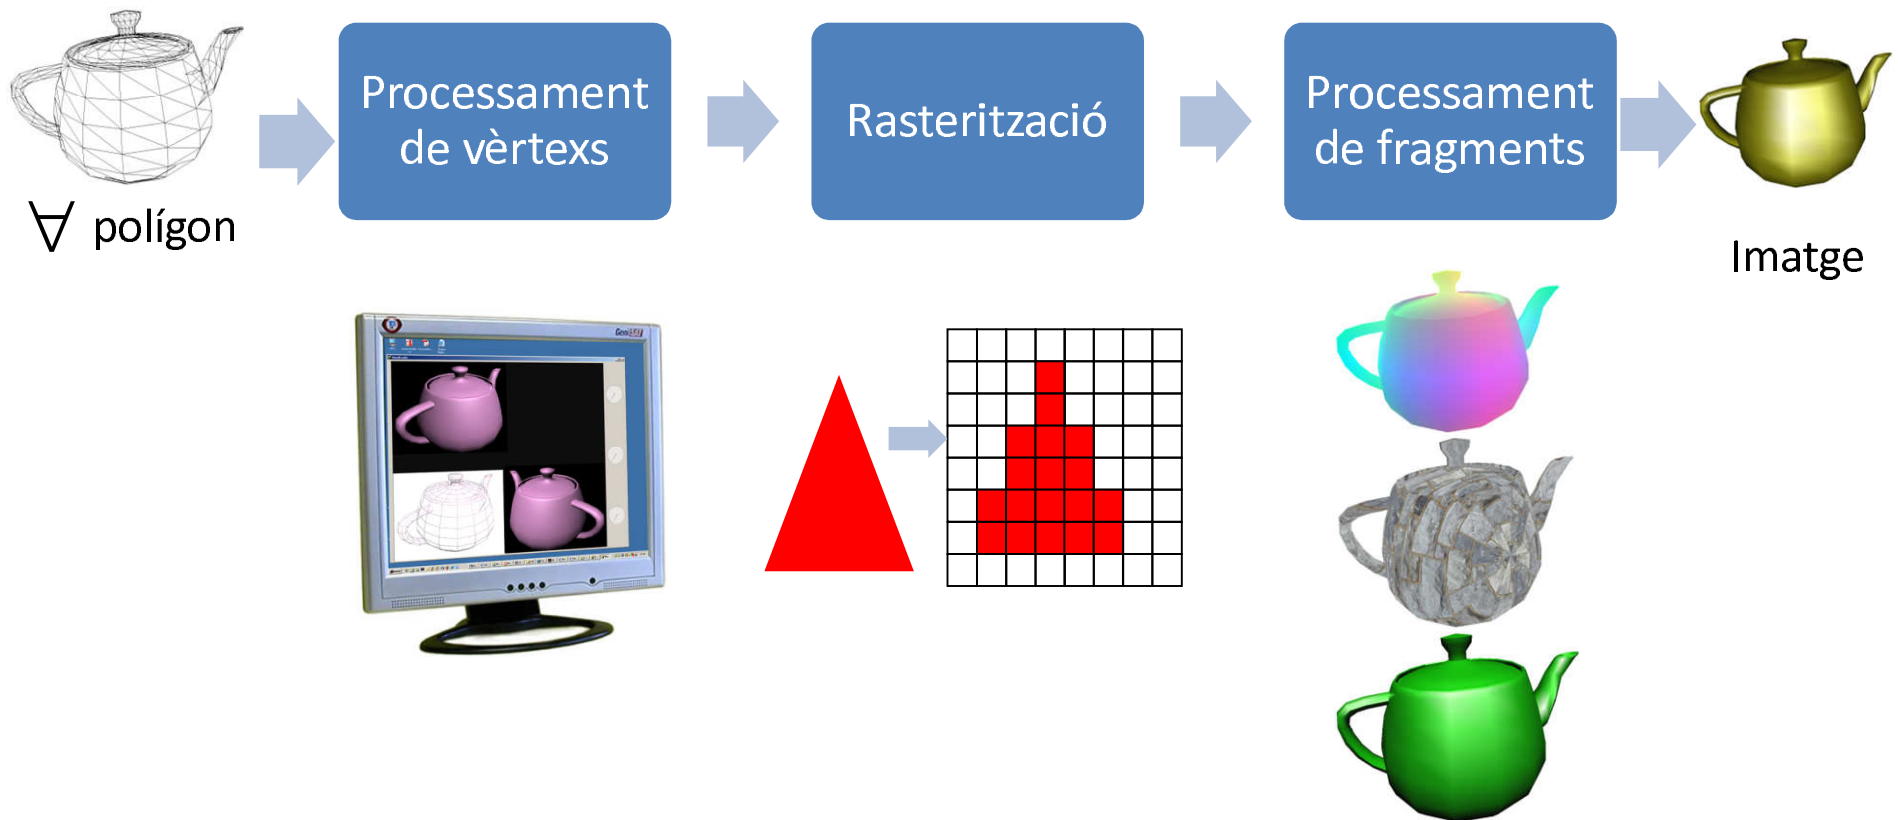 Processament
de vèrtexs
Rasterització
Processament
de fragments
∀ polígon
Imatge